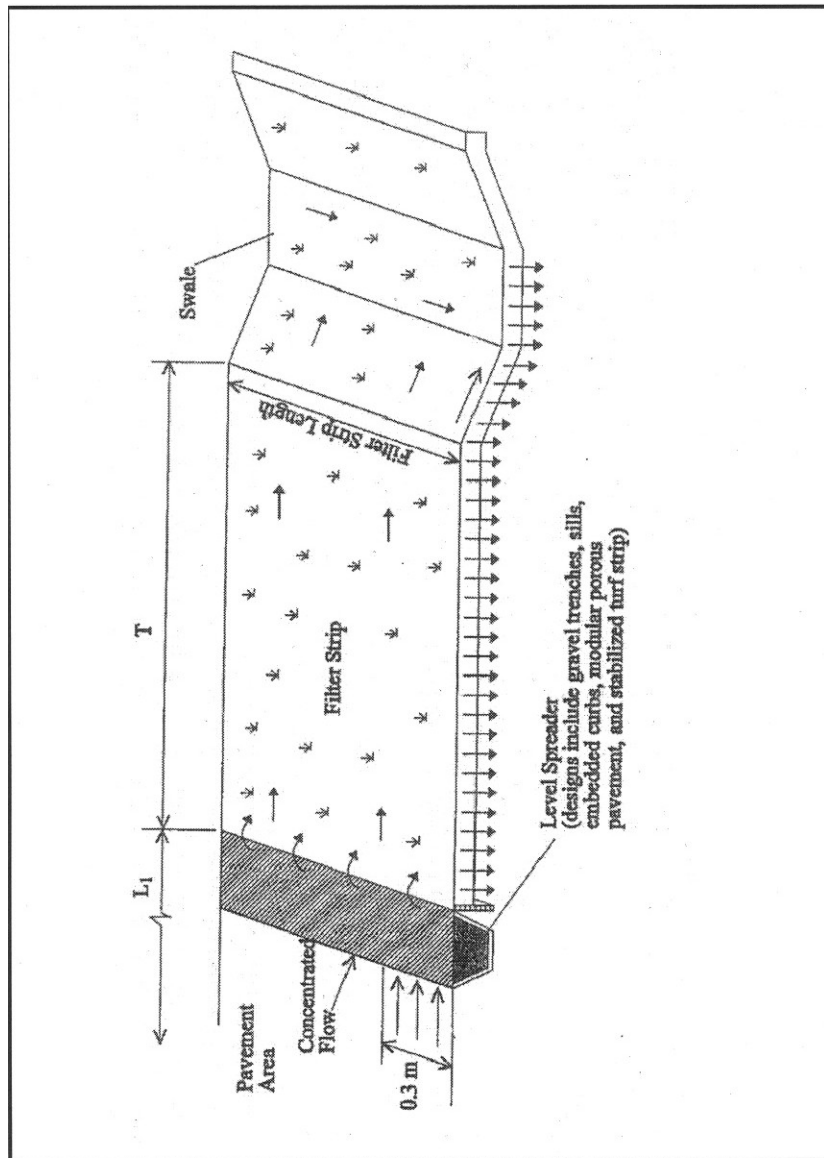 Swale
T
Filter Strip Length
Filter Strip
L1
Pavement
Area
Concentrated
Flow
0.3 m
Level Spreader
(designs include gravel trenches, sills,
embedded curbs, modular porous
pavement, and stabilized turf strip)